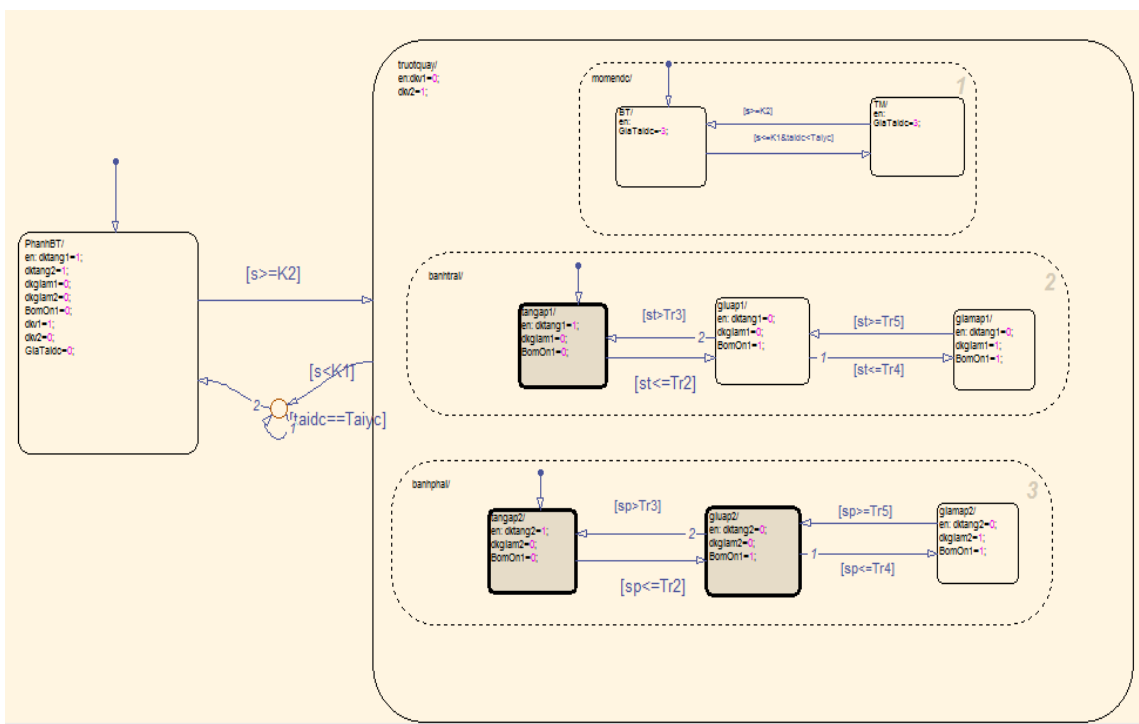 truotquay/
en:dkv1=0;
dkv2=1;
momendc/
1
BT/
en:
GiaTaidc=-3;
[s>=K2]
[s<=K1&taidc<Taiyc]
TM/
en:
GiaTaidc=3;
PhanhBT/
en: dktang1=1;
dktang2=1;
dkgiam1=0;
dkgiam2=0;
BomOn1=0;
dkv1=1;
dkv2=0;
GiaTaidc=0;
[s>=K2]
[s<K1]
2
1
[taidc==Taiyc]
banhtrai/
2
tangap1/
en: dktang1=1;
dkgiam1=0;
BomOn1=0;
[st>Tr3]
2
[st<=Tr2]
giuap1/
en: dktang1=0;
dkgiam1=0;
BomOn1=1;
[st>=Tr5]
1
[st<=Tr4]
giamap1/
en: dktang1=0;
dkgiam1=1;
BomOn1=1;
banhphai/
3
tangap2/
en: dktang2=1;
dkgiam2=0;
BomOn1=0;
[sp>Tr3]
2
[sp<=Tr2]
giuap2/
en: dktang2=0;
dkgiam2=0;
BomOn1=1;
[sp>=Tr5]
1
[sp<=Tr4]
giamap2/
en: dktang2=0;
dkgiam2=1;
BomOn1=1;